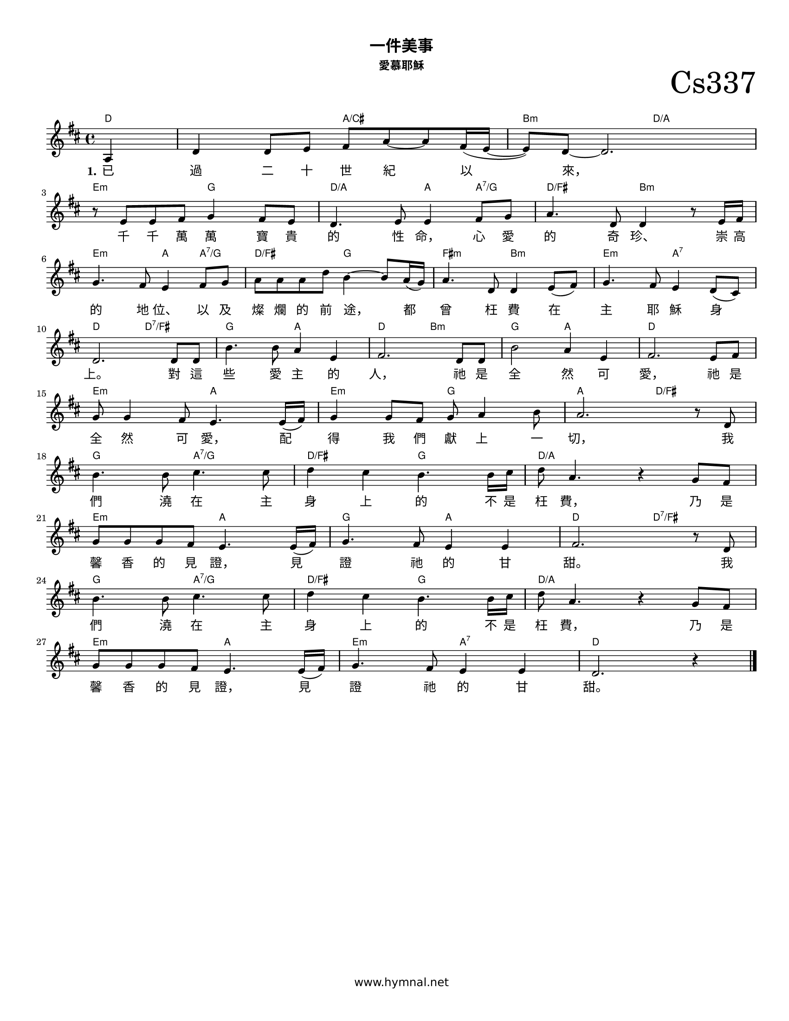 一件美事
愛慕耶穌
Cs337
D A/C♯ Bm D/A
1. 已 過 二 十 世 紀 以 來,
3 Em G D/A A A7/G D/F♯ Bm
千 千 萬 萬 寶 貴 的 性 命, 心 愛 的 奇 珍、 崇 高
6 Em A A7/G D/F♯ G F♯m Bm Em A7
的 地 位、 以 及 燦 爛 的 前 途, 都 曾 枉 費 在 主 耶 穌 身
10 D D7/F♯ G A D Bm G A D
上。 對 這 些 愛 主 的 人, 祂 是 全 然 可 愛, 祂 是
15 Em A Em G A D/F♯
全 然 可 愛, 配 得 我 們 獻 上 一 切, 我
18 G A7/G D/F♯ G D/A
們 澆 在 主 身 上 的 不 是 枉 費, 乃 是
21 Em A G A D D7/F♯
馨 香 的 見 證, 見 證 祂 的 甘 甜。 我
24 G A7/G D/F♯ G D/A
們 澆 在 主 身 上 的 不 是 枉 費, 乃 是
27 Em A Em A7 D
馨 香 的 見 證, 見 證 祂 的 甘 甜。
www.hymnal.net